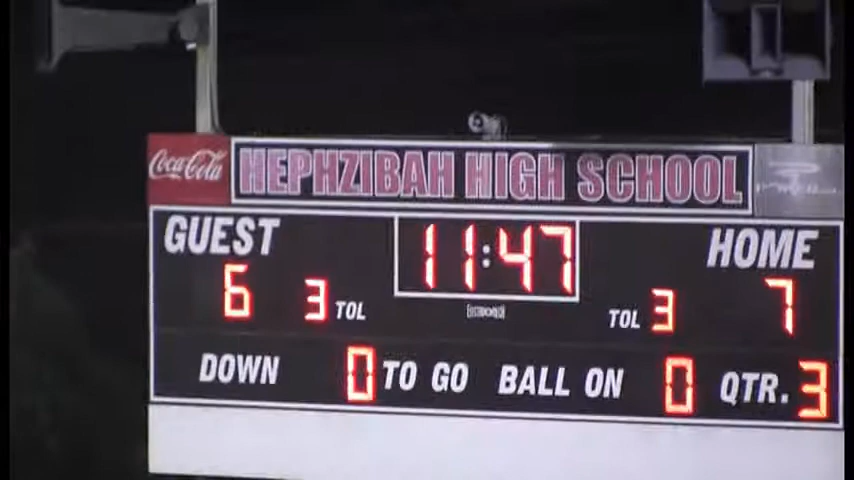 Coca-Cola HEPHZIBAH HIGH SCHOOL
GUEST 11:47 HOME
6 3 TOL TOL 3 7
DOWN 0 TO GO BALL ON 0 QTR. 3